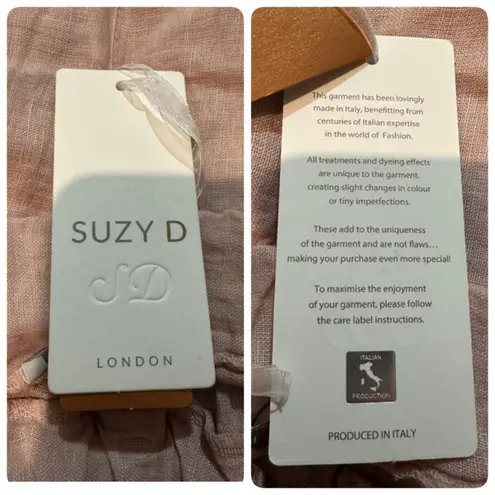 SUZY D
SD
LONDON
This garment has been lovingly
made in Italy, benefitting from
centuries of Italian expertise
in the world of Fashion.
All treatments and dyeing effects
are unique to the garment,
creating slight changes in colour
or tiny imperfections.
These add to the uniqueness
of the garment and are not flaws...
making your purchase even more special!
To maximise the enjoyment
of your garment, please follow
the care label instructions.
ITALIAN
PRODUCTION
PRODUCED IN ITALY